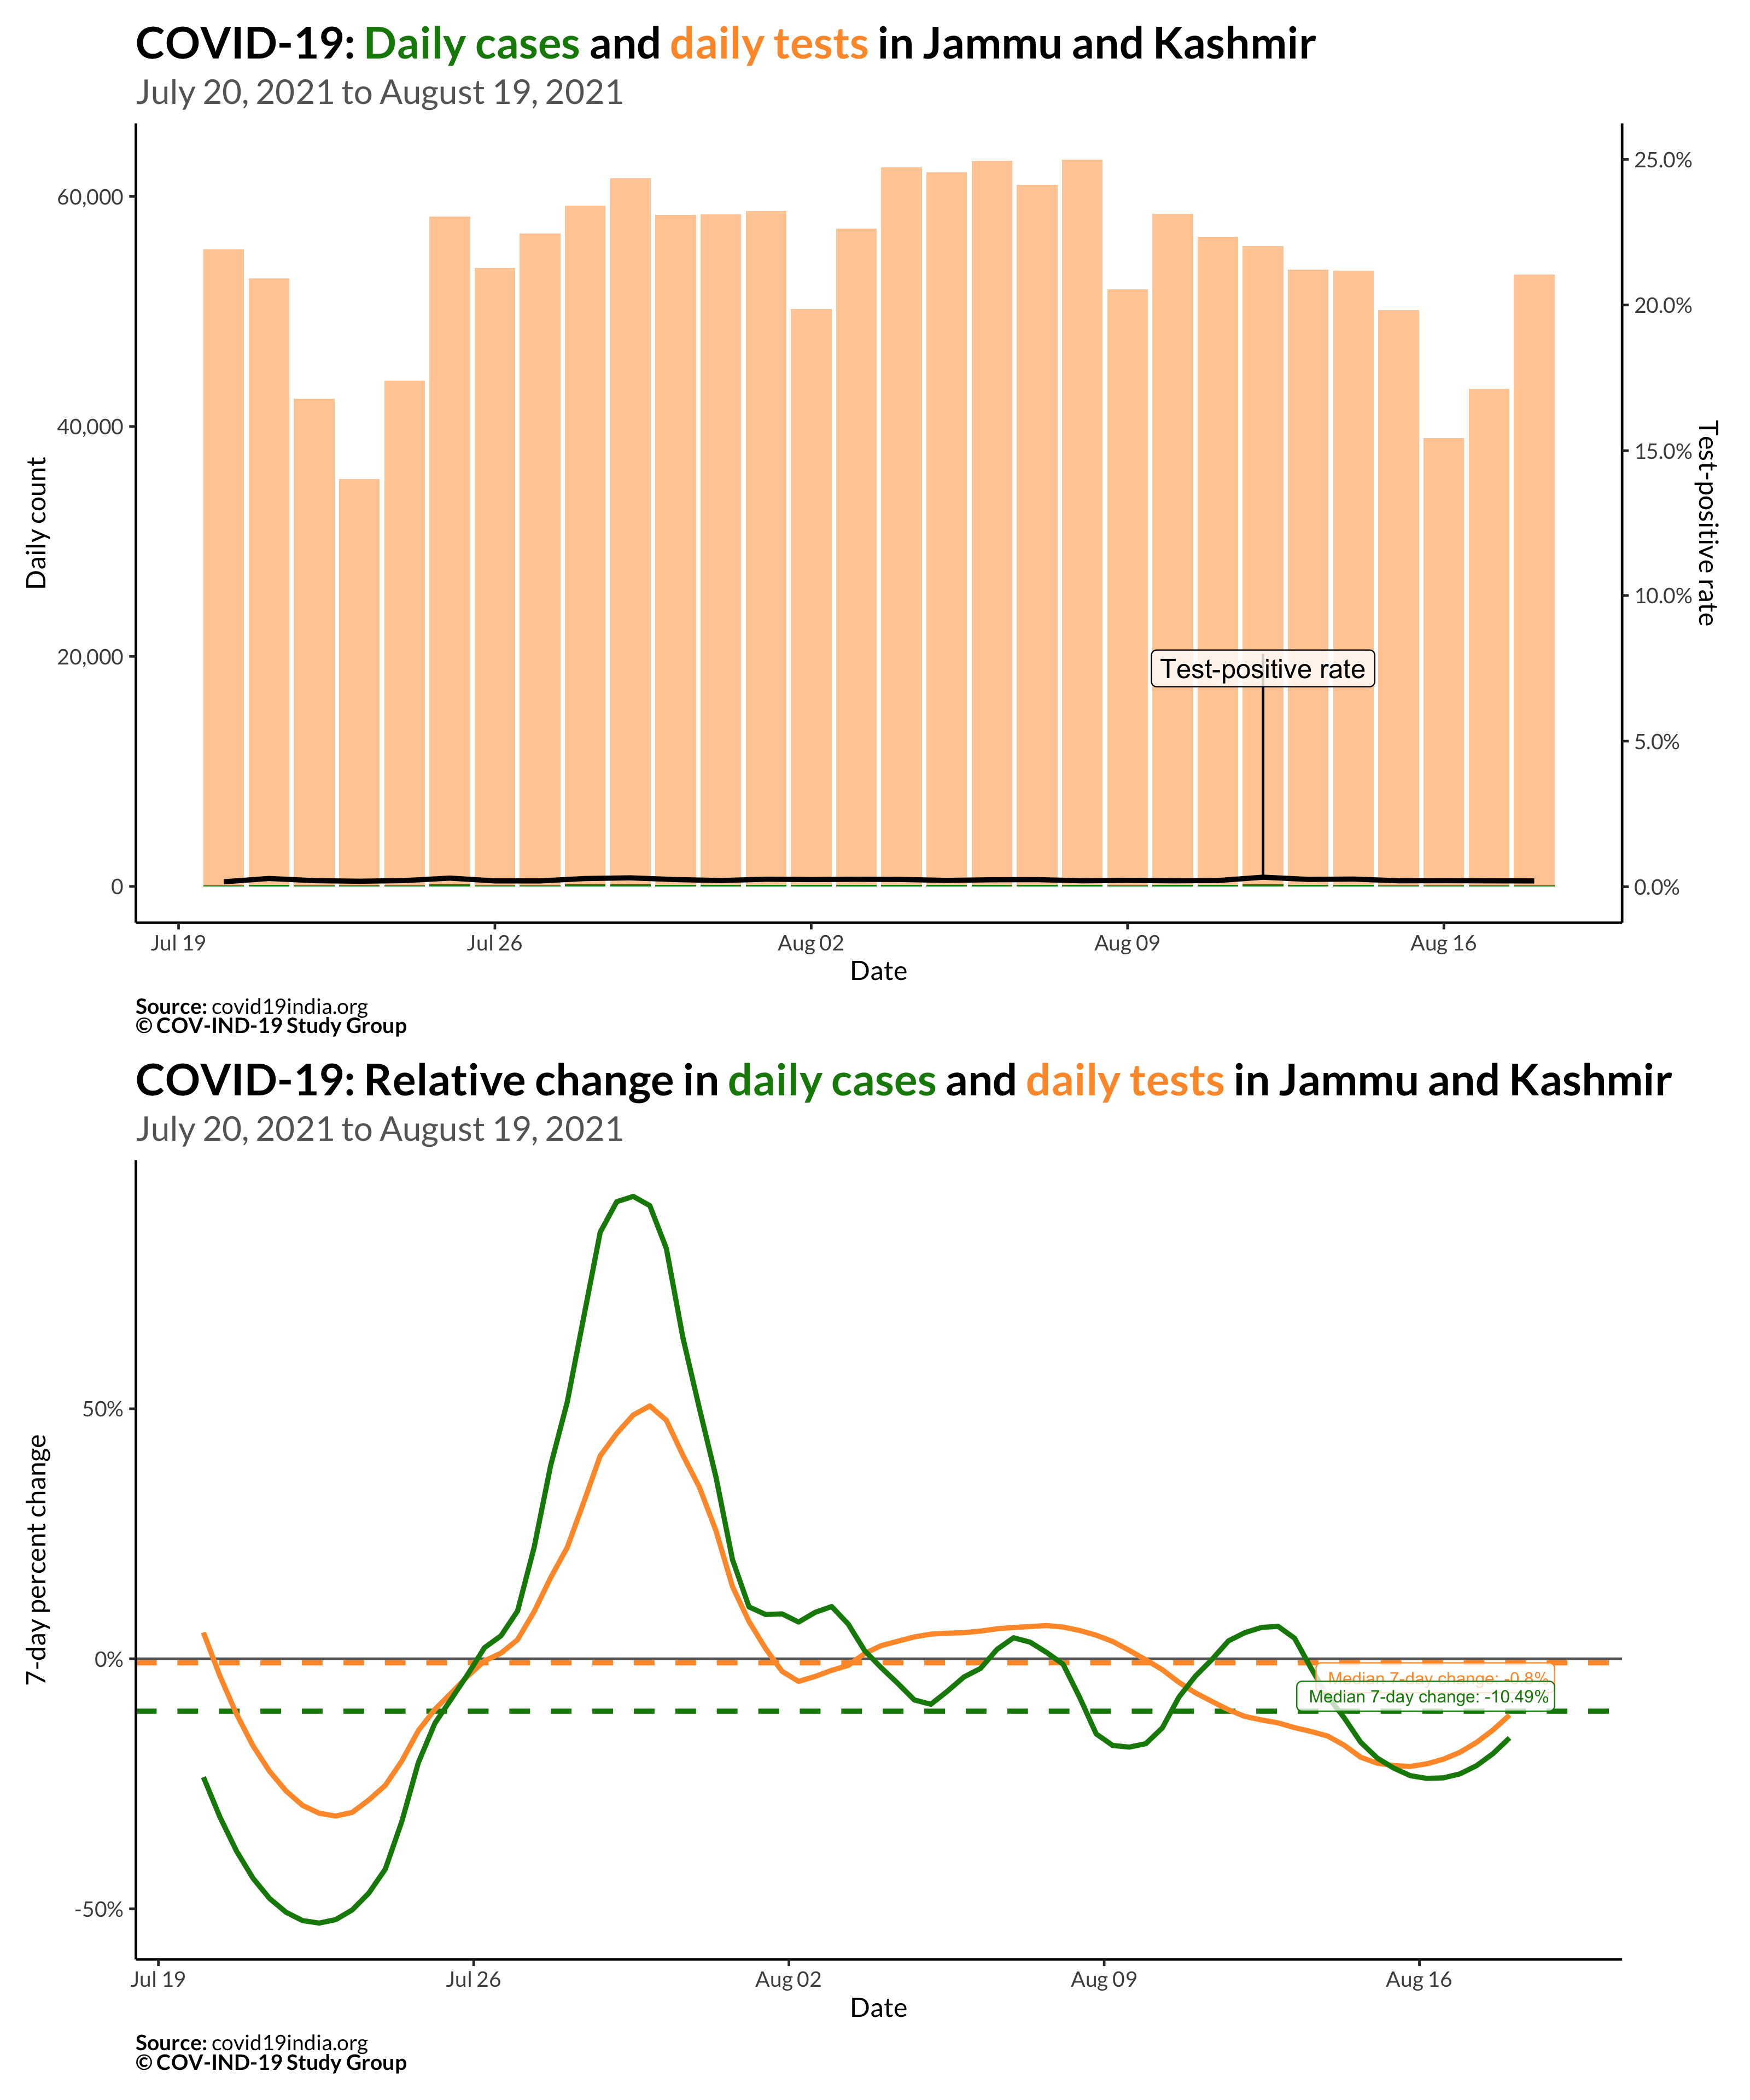 COVID-19: Daily cases and daily tests in Jammu and Kashmir
July 20, 2021 to August 19, 2021
60,000
40,000
20,000
0
Daily count
25.0%
20.0%
15.0%
10.0%
5.0%
0.0%
Test-positive rate
Test-positive rate
Jul 19
Jul 26
Aug 02
Aug 09
Aug 16
Date
Source: covid19india.org
© COV-IND-19 Study Group
COVID-19: Relative change in daily cases and daily tests in Jammu and Kashmir
July 20, 2021 to August 19, 2021
50%
0%
-50%
7-day percent change
Median 7-day change: -0.8%
Median 7-day change: -10.49%
Jul 19
Jul 26
Aug 02
Aug 09
Aug 16
Date
Source: covid19india.org
© COV-IND-19 Study Group